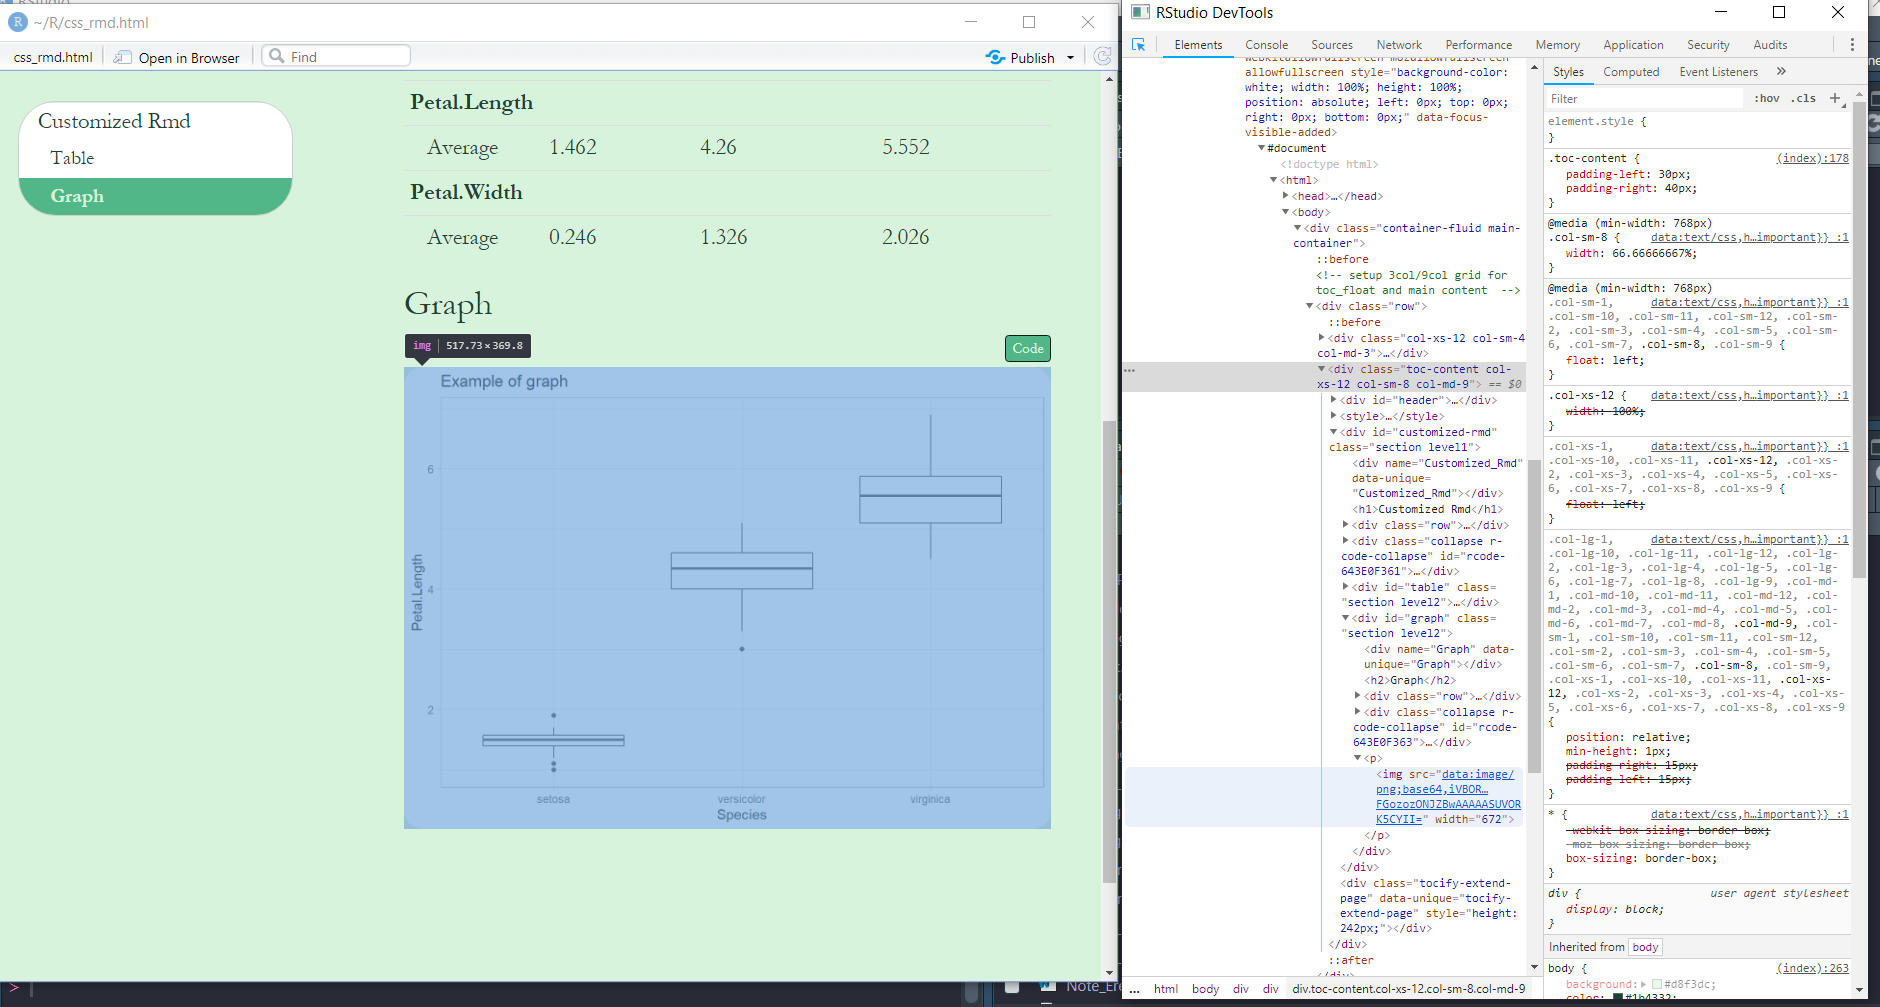 ~/R/css_rmd.html
css_rmd.html
Open in Browser
Find
Publish
Customized Rmd
Table
Graph
Petal.Length
Average 1.462 4.26 5.552
Petal.Width
Average 0.246 1.326 2.026
Graph
img 517.73×369.8
Code
Example of graph
6
4
2
Petal.Length
setosa versicolor virginica
Species
>
Note_Ere
RStudio DevTools
Elements Console Sources Network Performance Memory Application Security Audits
webkitallowfullscreen mozallowfullscreen
allowfullscreen style="background-color:
white; width: 100%; height: 100%;
position: absolute; left: 0px; top: 0px;
right: 0px; bottom: 0px;" data-focus-
visible-added>
▼#document
<!doctype html>
▼<html>
▶<head>…</head>
▼<body>
▼<div class="container-fluid main-
container">
::before
<!-- setup 3col/9col grid for
toc_float and main content -->
▼<div class="row">
::before
▶<div class="col-xs-12 col-sm-4
col-md-3">…</div>
… ▼<div class="toc-content col-
xs-12 col-sm-8 col-md-9"> == $0
▶<div id="header">…</div>
▶<style>…</style>
▼<div id="customized-rmd"
class="section level1">
<div name="Customized_Rmd"
data-unique=
"Customized_Rmd"></div>
<h1>Customized Rmd</h1>
▶<div class="row">…</div>
▶<div class="collapse r-
code-collapse" id="rcode-
643E0F361">…</div>
▶<div id="table" class=
"section level2">…</div>
▼<div id="graph" class=
"section level2">
<div name="Graph" data-
unique="Graph"></div>
<h2>Graph</h2>
▶<div class="row">…</div>
▶<div class="collapse r-
code-collapse" id="rcode-
643E0F363">…</div>
▼<p>
<img src="data:image/
png;base64,iVBOR…
FGozozONJZBwAAAAASUVOR
K5CYII=" width="672">
</p>
</div>
</div>
<div class="tocify-extend-
page" data-unique="tocify-
extend-page" style="height:
242px;"></div>
</div>
::after
… html body div div div.toc-content.col-xs-12.col-sm-8.col-md-9
Styles Computed Event Listeners »
Filter :hov .cls +
element.style {
}
.toc-content { (index):178
padding-left: 30px;
padding-right: 40px;
}
@media (min-width: 768px)
.col-sm-8 { data:text/css,h…important}} :1
width: 66.66666667%;
}
@media (min-width: 768px)
.col-sm-1, data:text/css,h…important}} :1
.col-sm-10, .col-sm-11, .col-sm-12, .col-sm-
2, .col-sm-3, .col-sm-4, .col-sm-5, .col-sm-
6, .col-sm-7, .col-sm-8, .col-sm-9 {
float: left;
}
.col-xs-12 { data:text/css,h…important}} :1
width: 100%;
}
.col-xs-1, data:text/css,h…important}} :1
.col-xs-10, .col-xs-11, .col-xs-12, .col-xs-
2, .col-xs-3, .col-xs-4, .col-xs-5, .col-xs-
6, .col-xs-7, .col-xs-8, .col-xs-9 {
float: left;
}
.col-lg-1, data:text/css,h…important}} :1
.col-lg-10, .col-lg-11, .col-lg-12, .col-lg-
2, .col-lg-3, .col-lg-4, .col-lg-5, .col-lg-
6, .col-lg-7, .col-lg-8, .col-lg-9, .col-md-
1, .col-md-10, .col-md-11, .col-md-12, .col-
md-2, .col-md-3, .col-md-4, .col-md-5, .col-
md-6, .col-md-7, .col-md-8, .col-md-9, .col-
sm-1, .col-sm-10, .col-sm-11, .col-sm-12,
.col-sm-2, .col-sm-3, .col-sm-4, .col-sm-5,
.col-sm-6, .col-sm-7, .col-sm-8, .col-sm-9,
.col-xs-1, .col-xs-10, .col-xs-11, .col-xs-
12, .col-xs-2, .col-xs-3, .col-xs-4, .col-xs-
5, .col-xs-6, .col-xs-7, .col-xs-8, .col-xs-9
{
position: relative;
min-height: 1px;
padding-right: 15px;
padding-left: 15px;
}
* { data:text/css,h…important}} :1
-webkit-box-sizing: border-box;
-moz-box-sizing: border-box;
box-sizing: border-box;
}
div { user agent stylesheet
display: block;
}
Inherited from body
body { (index):263
background:▶ #d8f3dc;
color: #1b4332;